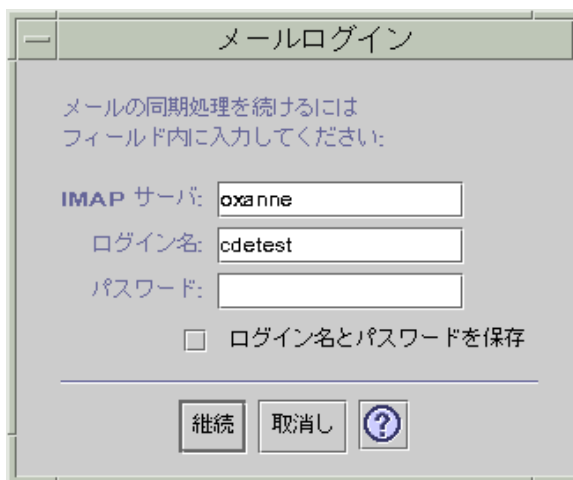 メールログイン
メールの同期処理を続けるには
フィールド内に入力してください:
IMAP サーバ: oxanne
ログイン名: cdetest
パスワード:
ログイン名とパスワードを保存
継続 取消し ?